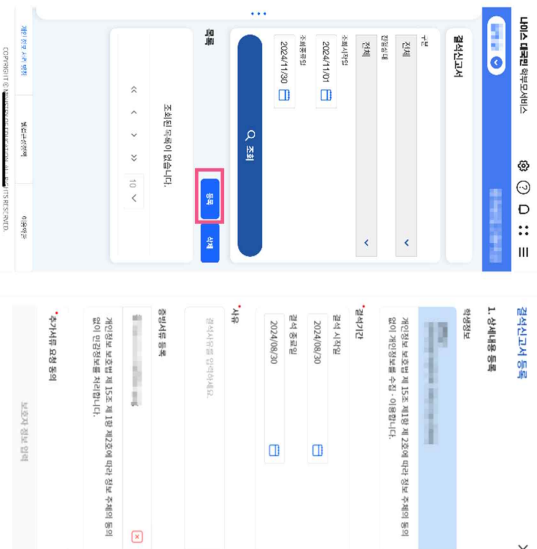 나이스 대국민 학부모서비스
결석신고서
구분
전체
진행상태
전체
조회시작일
2024/11/01
조회종료일
2024/11/30
조회
목록
등록
삭제
조회된 목록이 없습니다.
10
개인정보 처리 방침
이용약관
결석신고서 등록
1. 상세내용 등록
학생정보
개인정보 보호법 제 15조 제1항 제 2호에 따라 정보 주체의 동의
없이 개인정보를 수집·이용합니다.
*결석기간
결석 시작일
2024/08/30
결석 종료일
2024/08/30
*사유
결석사유를 입력하세요.
증빙서류 등록
개인정보 보호법 제 15조 제 1항 제2호에 따라 정보 주체의 동의
없이 민감정보를 처리합니다.
*추가서류 요청 동의
보호자 정보 입력